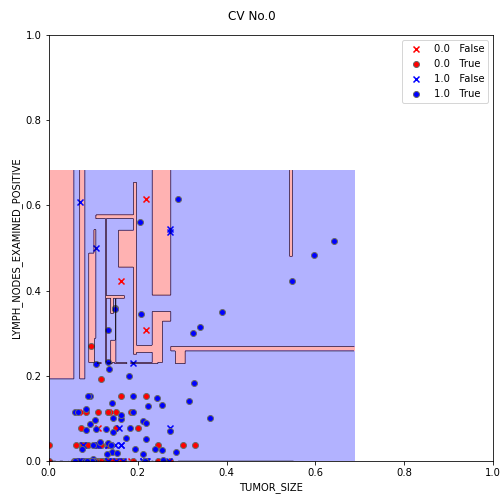 CV No.0
1.0
0.8
0.6
0.4
0.2
0.0
LYMPH_NODES_EXAMINED_POSITIVE
0.0 False
0.0 True
1.0 False
1.0 True
0.0 0.2 0.4 0.6 0.8 1.0
TUMOR_SIZE